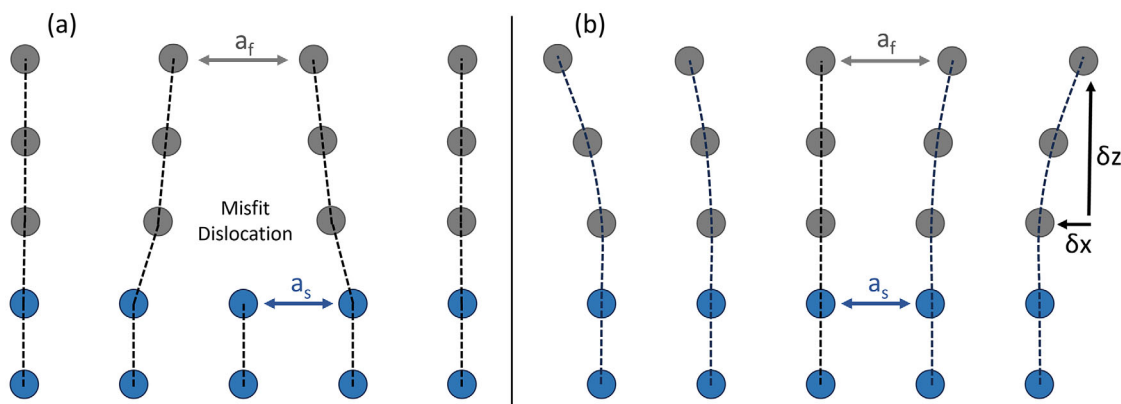 (a)
a_f
Misfit
Dislocation
a_s
(b)
a_f
δz
δx
a_s